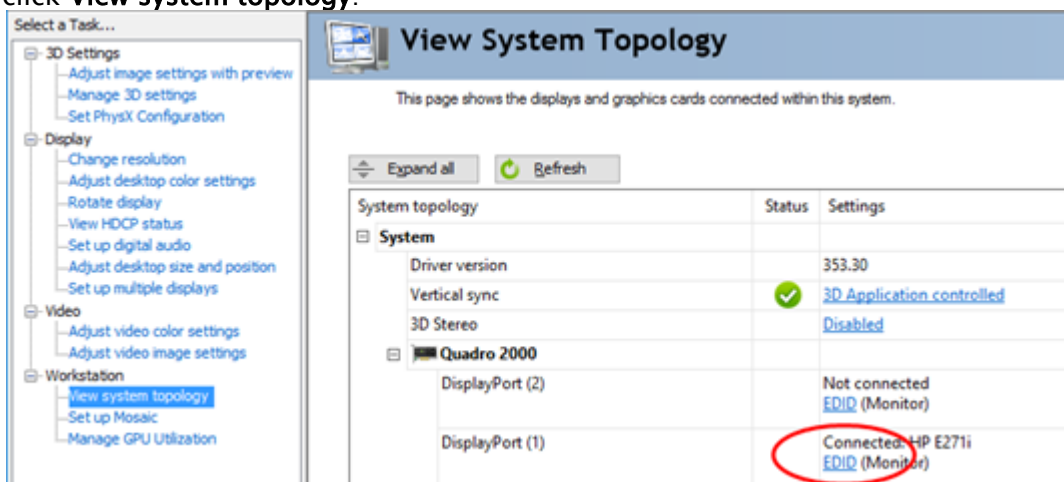 click View system topology.
Select a Task...
3D Settings
Adjust image settings with preview
Manage 3D settings
Set PhysX Configuration
Display
Change resolution
Adjust desktop color settings
Rotate display
View HDCP status
Set up digital audio
Adjust desktop size and position
Set up multiple displays
Video
Adjust video color settings
Adjust video image settings
Workstation
View system topology
Set up Mosaic
Manage GPU Utilization
View System Topology
This page shows the displays and graphics cards connected within this system.
Expand all Refresh
System topology Status Settings
System
Driver version 353.30
Vertical sync 3D Application controlled
3D Stereo Disabled
Quadro 2000
DisplayPort (2) Not connected
EDID (Monitor)
DisplayPort (1) Connected: HP E271i
EDID (Monitor)